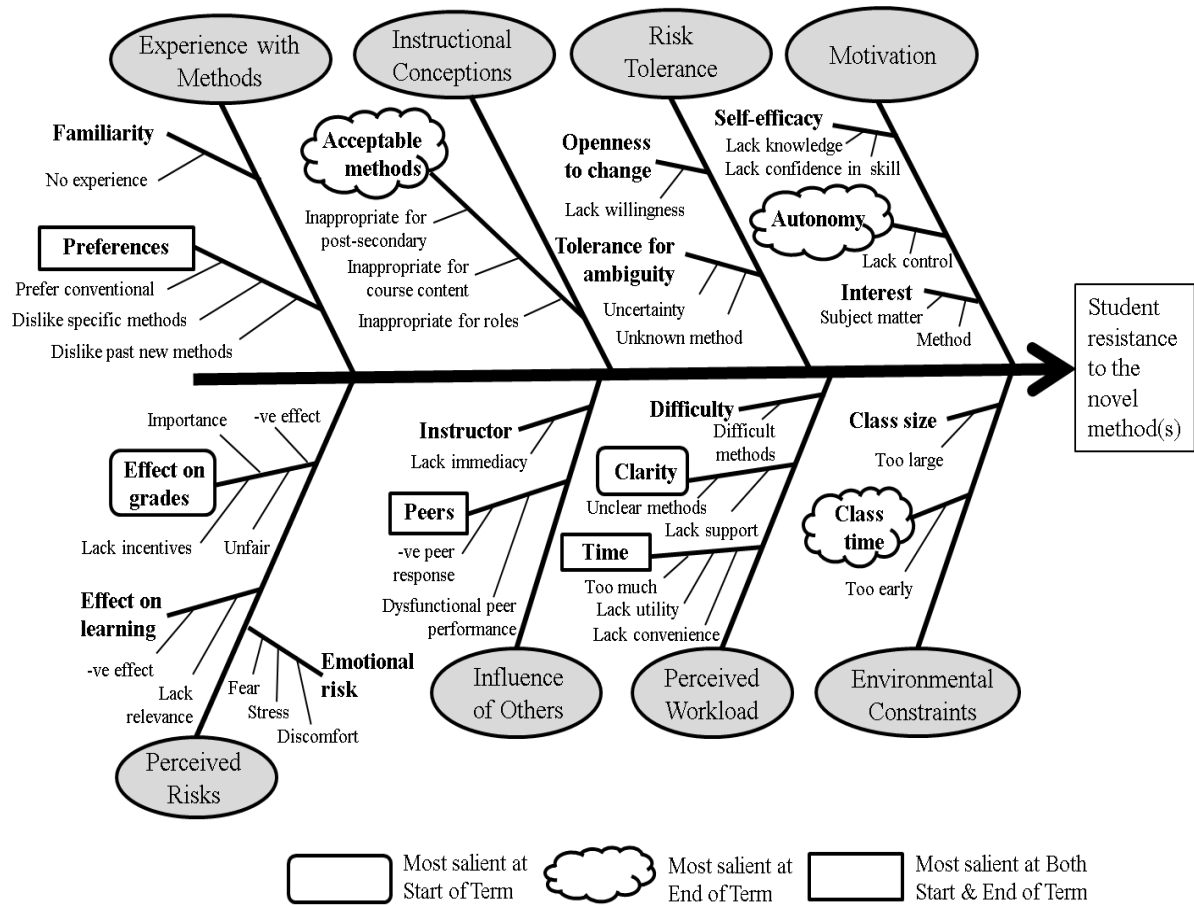 Experience with
Methods
Instructional
Conceptions
Risk
Tolerance
Motivation
Familiarity
No experience
Preferences
Prefer conventional
Dislike specific methods
Dislike past new methods
Acceptable
methods
Inappropriate for
post-secondary
Inappropriate for
course content
Inappropriate for roles
Openness
to change
Lack willingness
Tolerance for
ambiguity
Uncertainty
Unknown method
Self-efficacy
Lack knowledge
Lack confidence in skill
Autonomy
Lack control
Interest
Subject matter
Method
Student
resistance
to the
novel
method(s)
Importance
-ve effect
Effect on
grades
Lack incentives
Unfair
Effect on
learning
-ve effect
Lack
relevance
Emotional
risk
Fear
Stress
Discomfort
Perceived
Risks
Instructor
Lack immediacy
Peers
-ve peer
response
Dysfunctional peer
performance
Influence
of Others
Difficulty
Difficult
methods
Clarity
Unclear methods
Lack support
Time
Too much
Lack utility
Lack convenience
Perceived
Workload
Class size
Too large
Class
time
Too early
Environmental
Constraints
Most salient at
Start of Term
Most salient at
End of Term
Most salient at Both
Start & End of Term